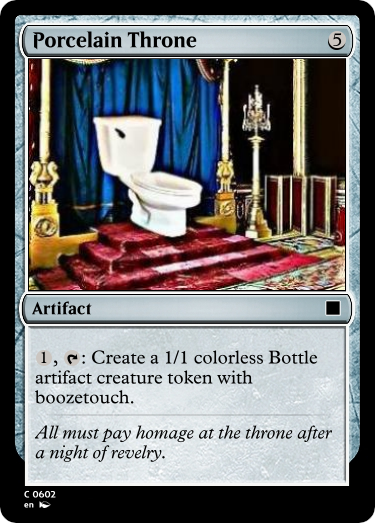 Porcelain Throne 5
Artifact
1, : Create a 1/1 colorless Bottle
artifact creature token with
boozetouch.
All must pay homage at the throne after
a night of revelry.
C 0602
en